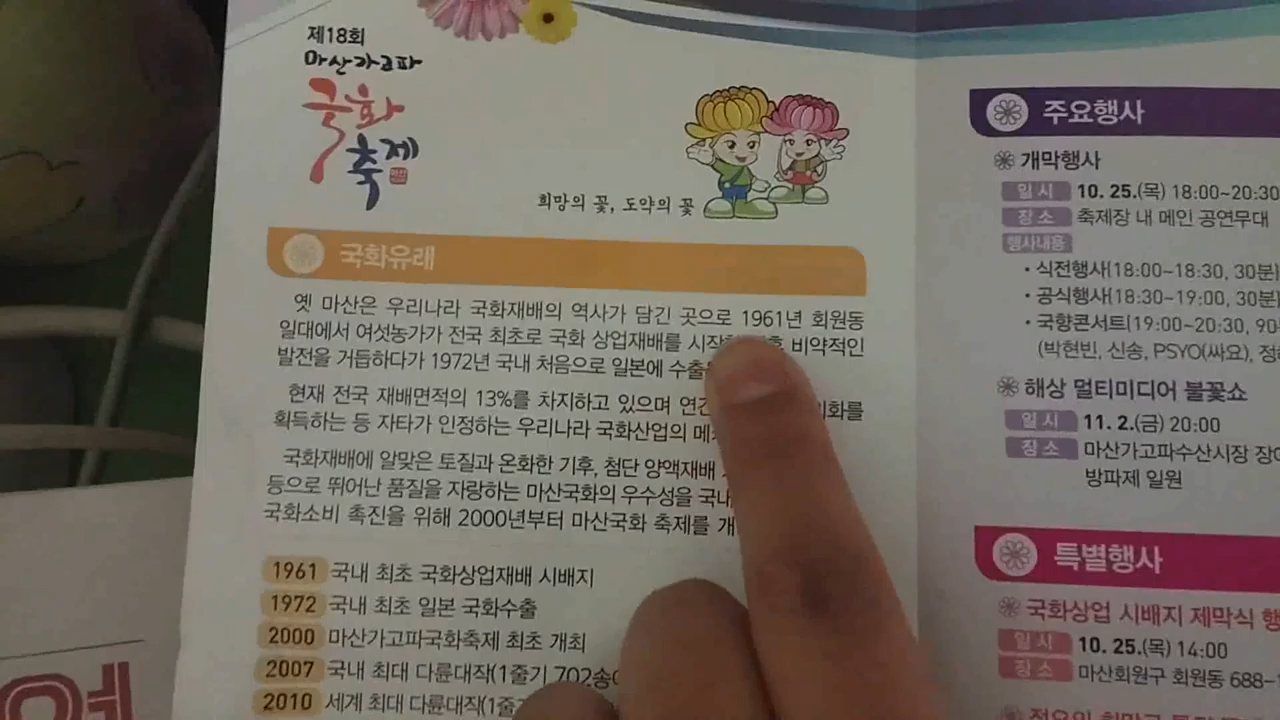 제18회
마산가고파
국화
축제
마산
희망의 꽃, 도약의 꽃
국화유래
옛 마산은 우리나라 국화재배의 역사가 담긴 곳으로 1961년 회원동
일대에서 여섯농가가 전국 최초로 국화 상업재배를 비약적인
발전을 거듭하다가 1972년 국내 처음으로 일본에
현재 전국 재배면적의 13%를 차지하고 있으며
획득하는 등 자타가 인정하는 우리나라 국화산업의
국화재배에 알맞은 토질과 온화한 기후, 첨단 양액재배
등으로 뛰어난 품질을 자랑하는 마산국화의 우수성을
국화소비 촉진을 위해 2000년부터 마산국화 축제를
1961 국내 최초 국화상업재배 시배지
1972 국내 최초 일본 국화수출
2000 마산가고파국화축제 최초 개최
2007 국내 최대 다륜대작(1줄기 702송이
2010 세계 최대 다륜대작(1줄기
주요행사
개막행사
일 시 10. 25.(목) 18:00~20:30
장 소 축제장 내 메인 공연무대
행사내용
· 식전행사(18:00~18:30, 30분)
· 공식행사(18:30~19:00, 30분)
· 국향콘서트(19:00~20:30, 90
(박현빈, 신송, PSYO(싸요),
해상 멀티미디어 불꽃쇼
일 시 11. 2.(금) 20:00
장 소 마산가고파수산시장
방파제 일원
특별행사
국화상업 시배지 제막식
일 시 10. 25.(목) 14:00
장 소 마산회원구 회원동 688-